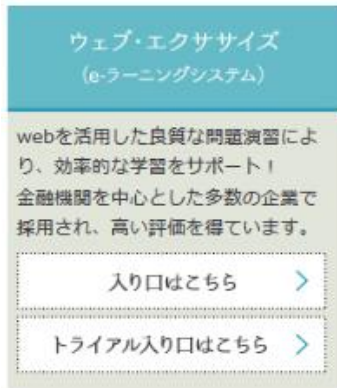 ウェブ・エクササイズ
(e-ラーニングシステム)
webを活用した良質な問題演習によ
り、効率的な学習をサポート！
金融機関を中心とした多数の企業で
採用され、高い評価を得ています。
入り口はこちら
トライアル入り口はこちら